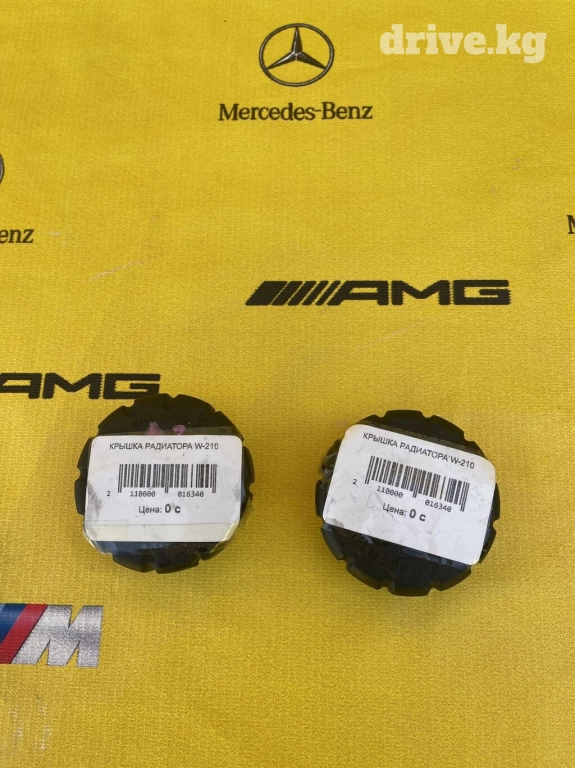 drive.kg
Mercedes-Benz
enz
AMG
AMG
КРЫШКА РАДИАТОРА W-210
2 110000 016340
Цена: 0 с
КРЫШКА РАДИАТОРА W-210
2 110000 016340
Цена: 0 с
M